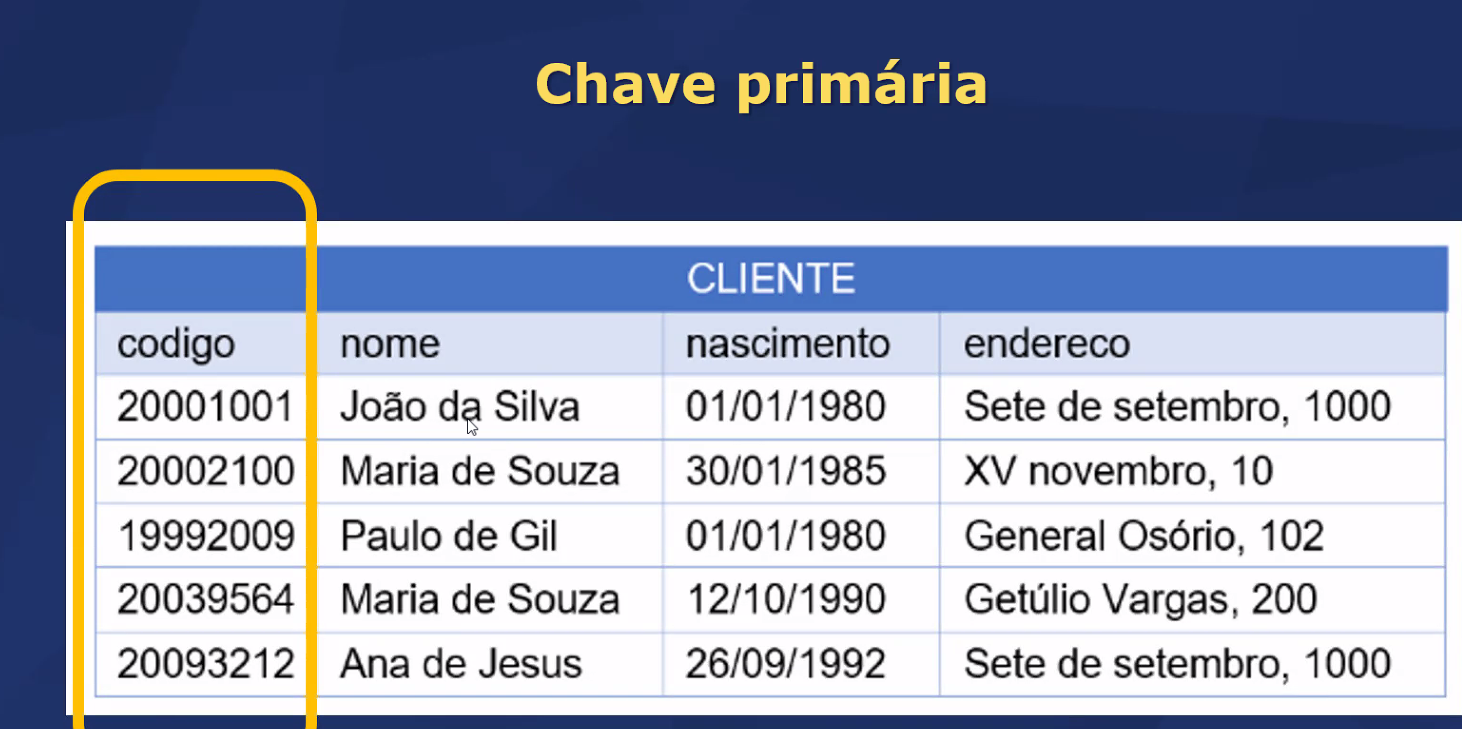 Chave primária
CLIENTE
codigo nome nascimento endereco
20001001 João da Silva 01/01/1980 Sete de setembro, 1000
20002100 Maria de Souza 30/01/1985 XV novembro, 10
19992009 Paulo de Gil 01/01/1980 General Osório, 102
20039564 Maria de Souza 12/10/1990 Getúlio Vargas, 200
20093212 Ana de Jesus 26/09/1992 Sete de setembro, 1000